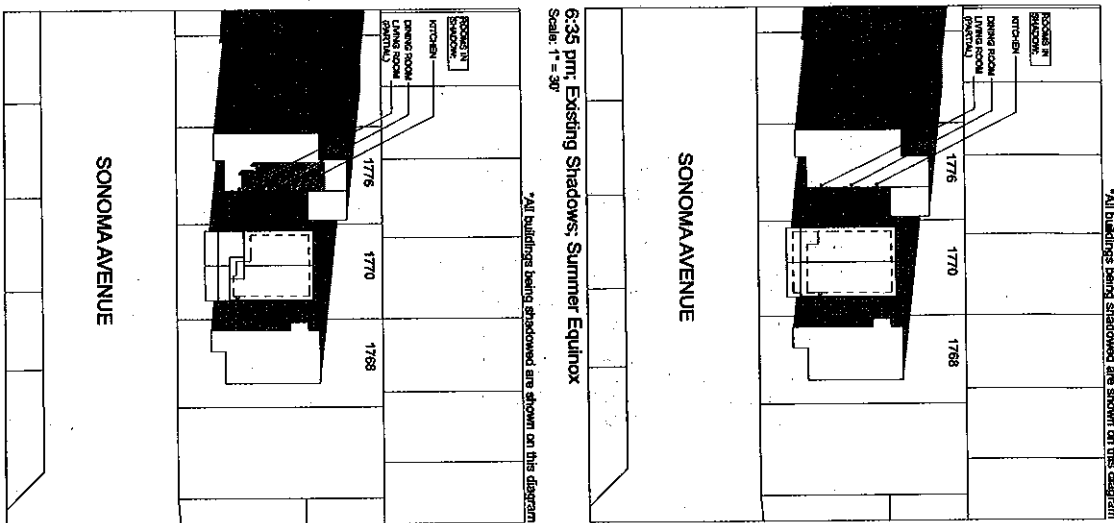 *All buildings being shadowed are shown on this diagram
ROOMS IN
SHADOW:
KITCHEN
DINING ROOM
LIVING ROOM
(PARTIAL)
1776
1770
1768
SONOMA AVENUE
6:35 pm; Existing Shadows; Summer Equinox
Scale: 1" = 30'
*All buildings being shadowed are shown on this diagram
ROOMS IN
SHADOW:
KITCHEN
DINING ROOM
LIVING ROOM
(PARTIAL)
1776
1770
1768
SONOMA AVENUE